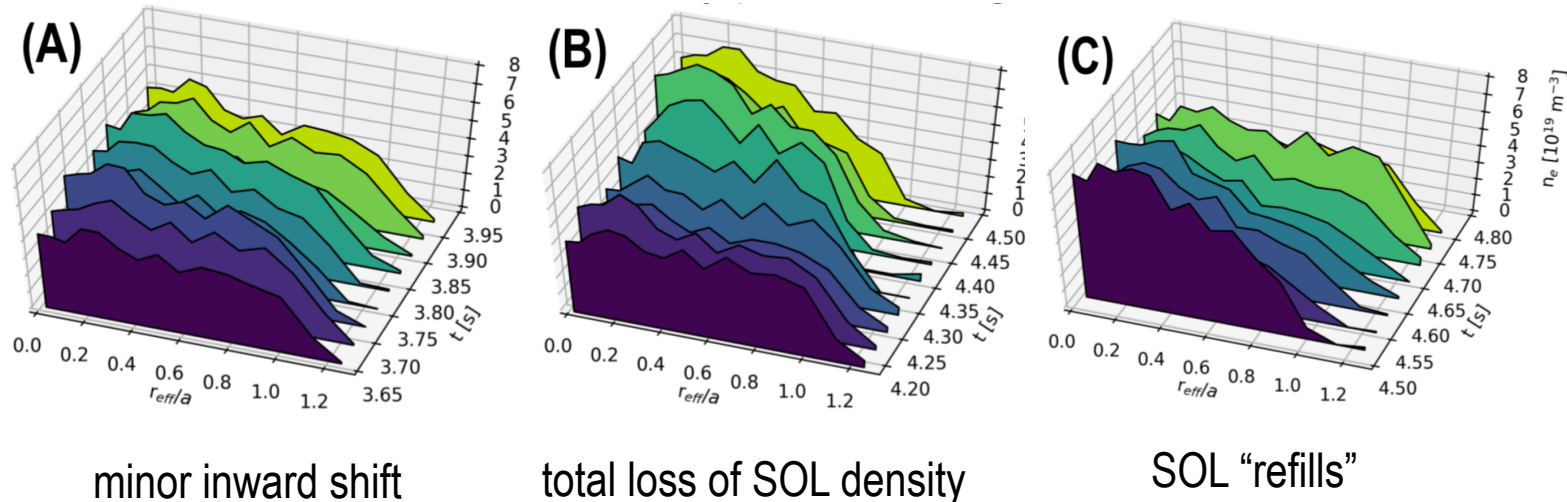 (A)
8
7
6
5
4
3
2
1
0
3.95
3.90
3.85
3.80
3.75
3.70
3.65
t [s]
0.0 0.2 0.4 0.6 0.8 1.0 1.2
r_eff/a
minor inward shift
(B)
1
0
4.50
4.45
4.40
4.35
4.30
4.25
4.20
t [s]
0.0 0.2 0.4 0.6 0.8 1.0 1.2
r_eff/a
total loss of SOL density
(C)
8
7
6
5
4
3
2
1
0
n_e [10¹⁹ m⁻³]
4.80
4.75
4.70
4.65
4.60
4.55
4.50
t [s]
0.0 0.2 0.4 0.6 0.8 1.0 1.2
r_eff/a
SOL “refills”